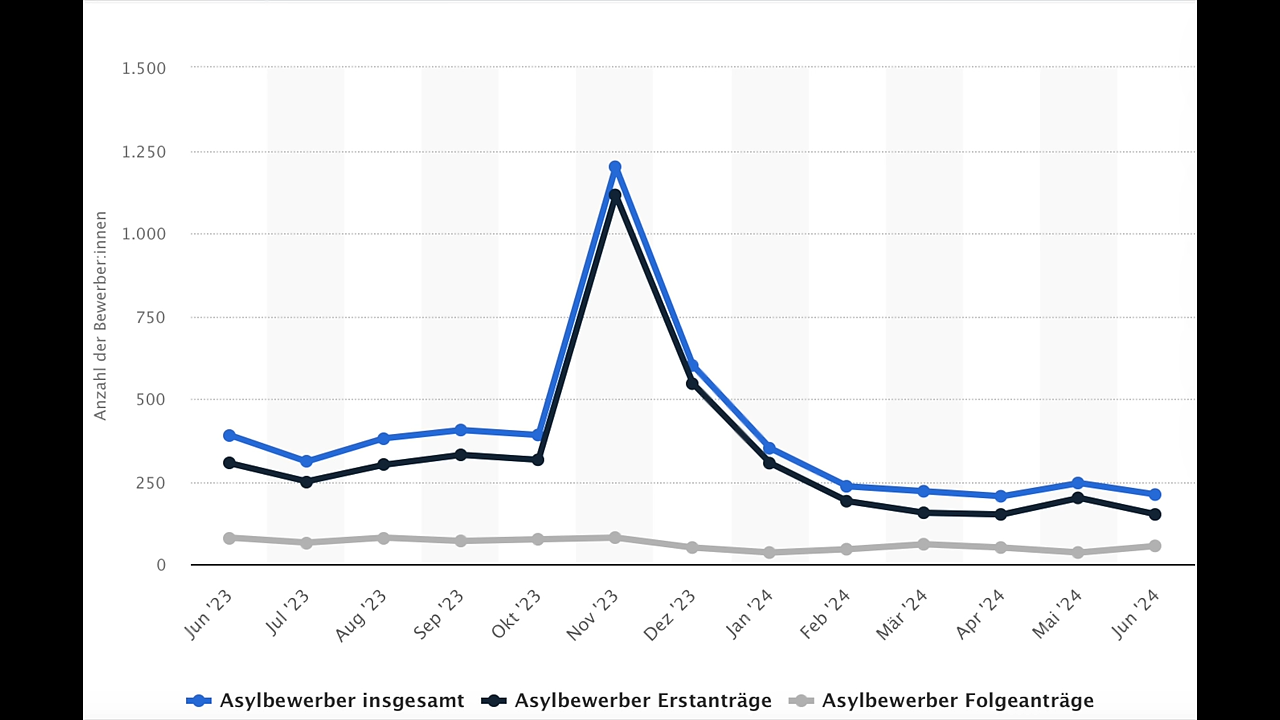 1.500
1.250
1.000
750
500
250
0
Anzahl der Bewerber:innen
Jun '23
Jul '23
Aug '23
Sep '23
Okt '23
Nov '23
Dez '23
Jan '24
Feb '24
Mär '24
Apr '24
Mai '24
Jun '24
Asylbewerber insgesamt Asylbewerber Erstanträge Asylbewerber Folgeanträge